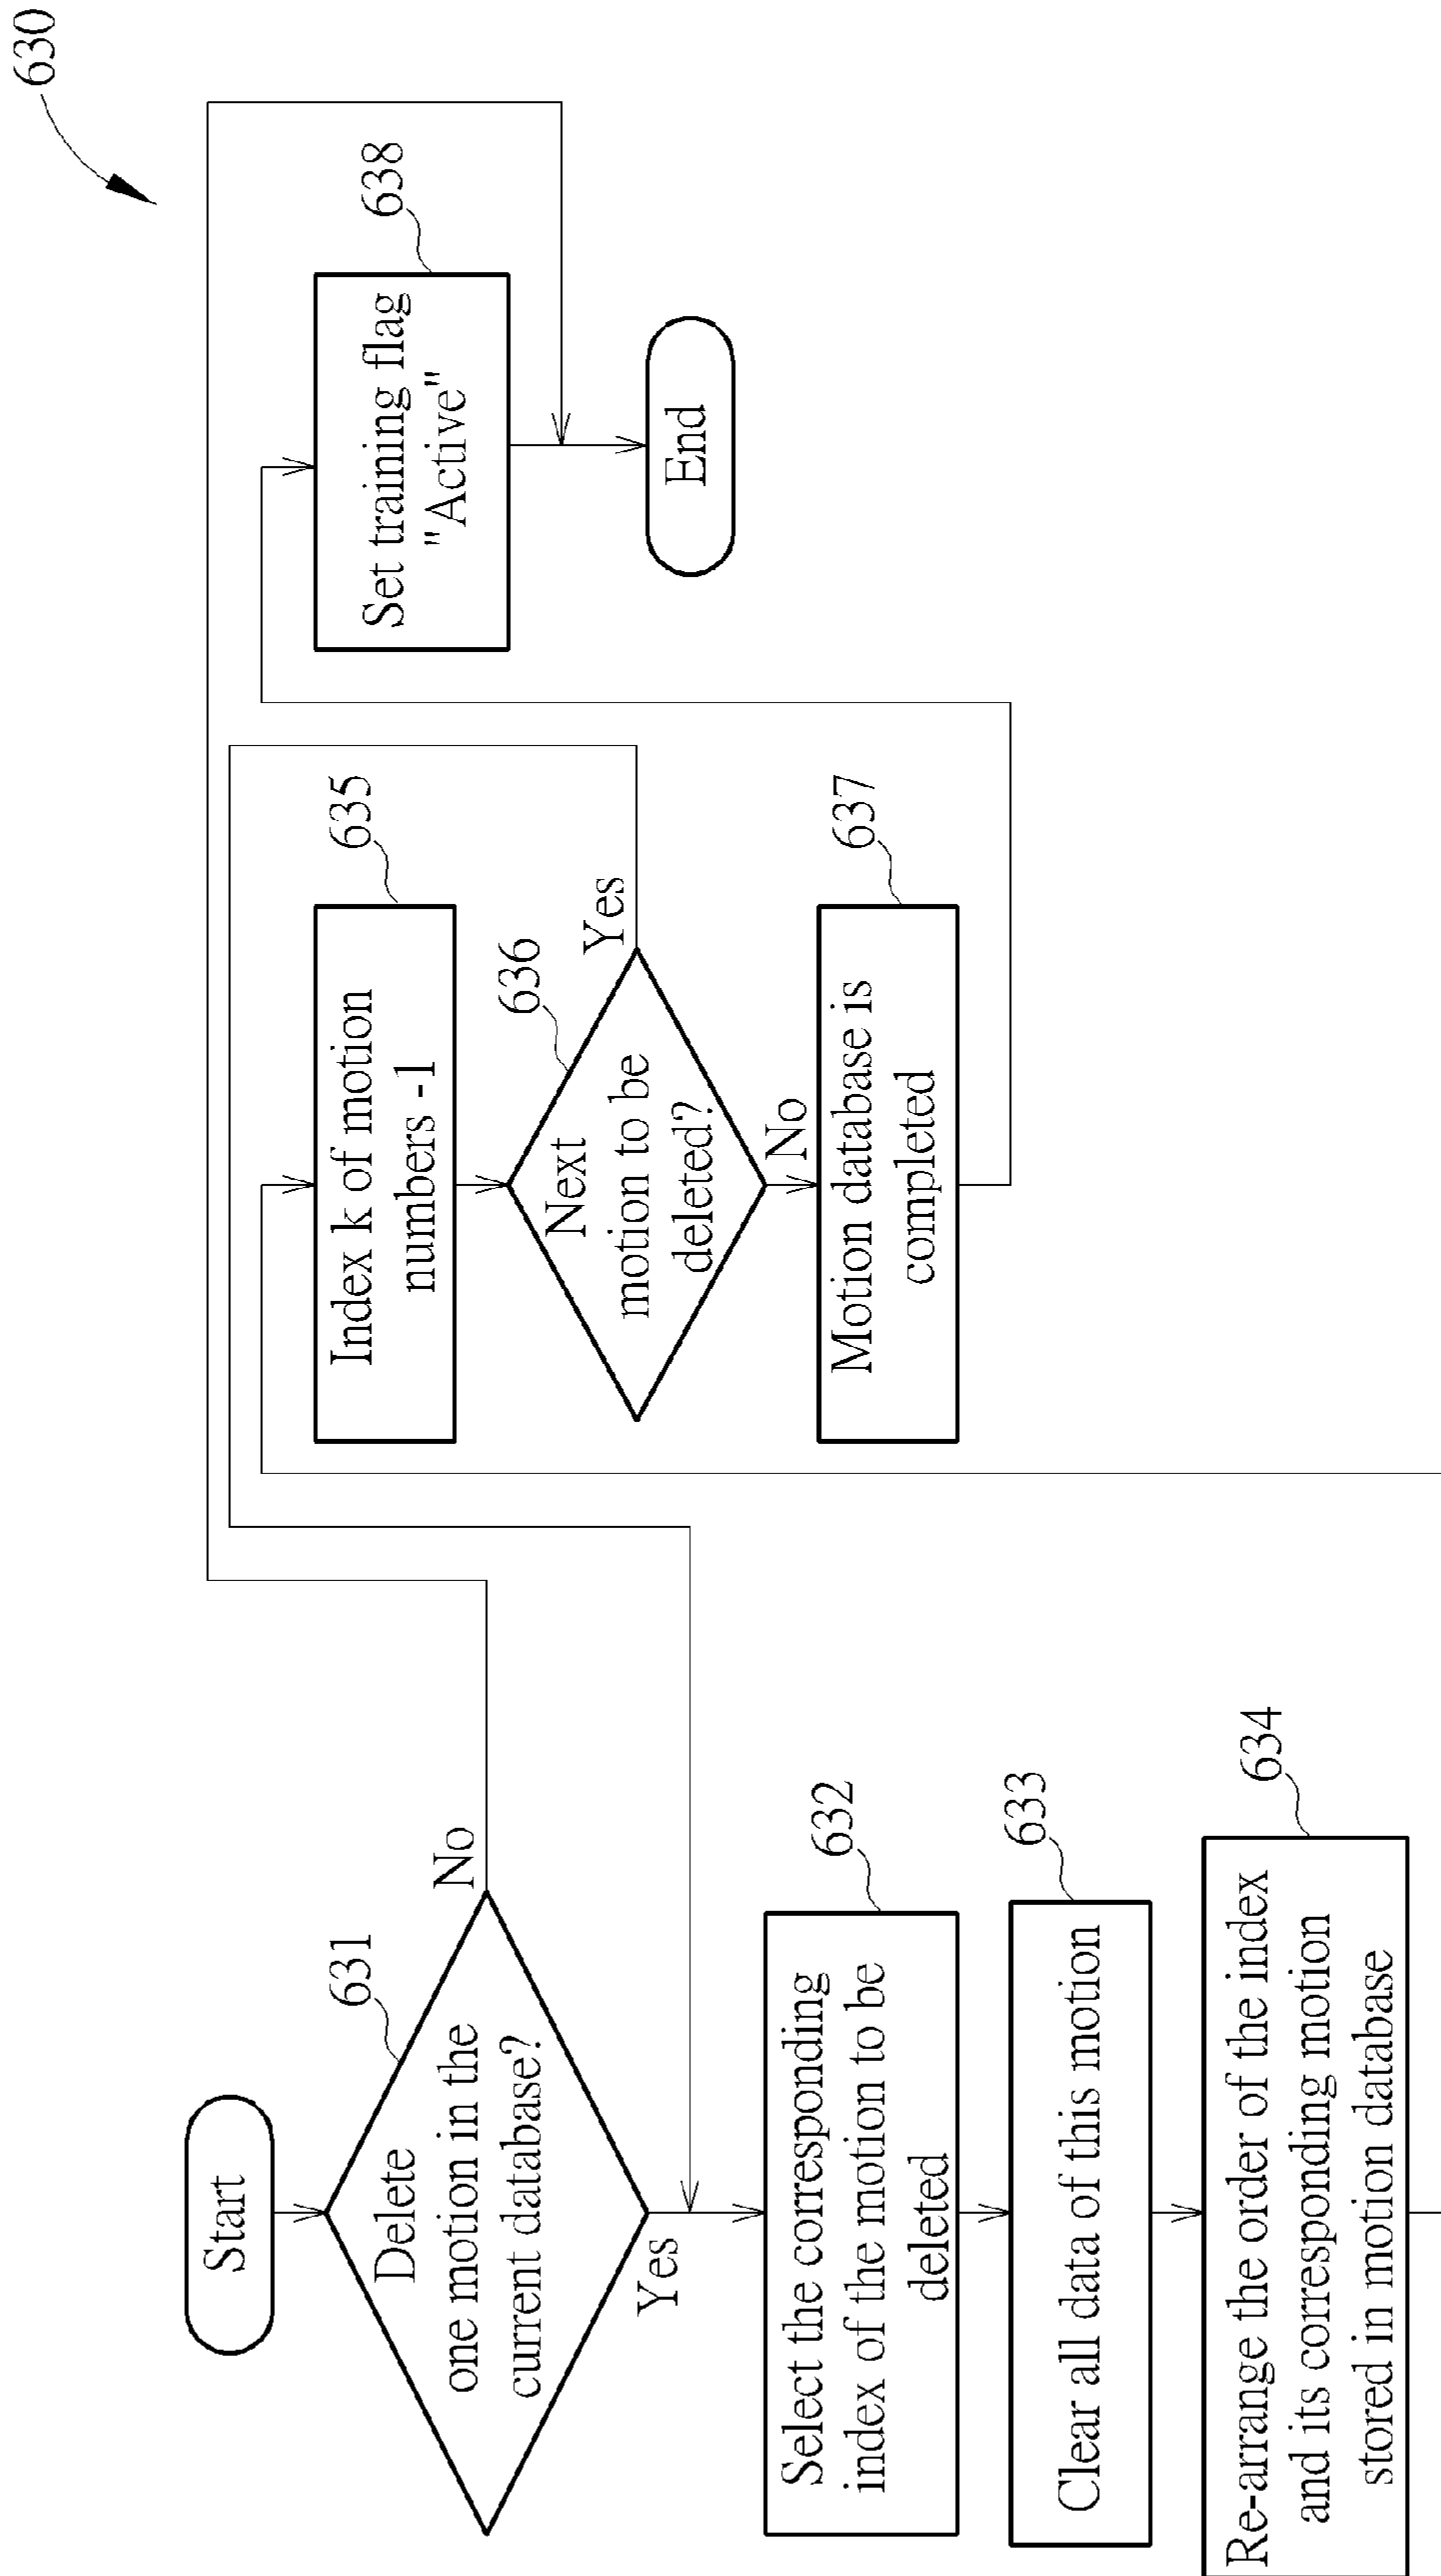 630
Start
631
Delete
one motion in the
current database?
No
Yes
632
Select the corresponding
index of the motion to be
deleted
633
Clear all data of this motion
634
Re-arrange the order of the index
and its corresponding motion
stored in motion database
635
Index k of motion
numbers -1
636
Next
motion to be
deleted?
Yes
No
637
Motion database is
completed
638
Set training flag
"Active"
End